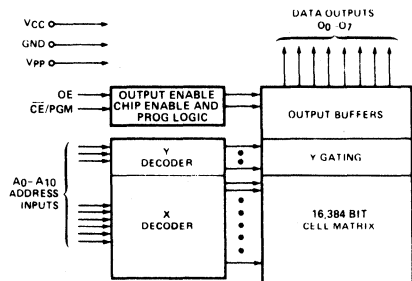 DATA OUTPUTS
O0-O7
VCC
GND
VPP
OE
CE/PGM
OUTPUT ENABLE
CHIP ENABLE AND
PROG LOGIC
OUTPUT BUFFERS
A0-A10
ADDRESS
INPUTS
Y
DECODER
Y GATING
X
DECODER
16,384 BIT
CELL MATRIX